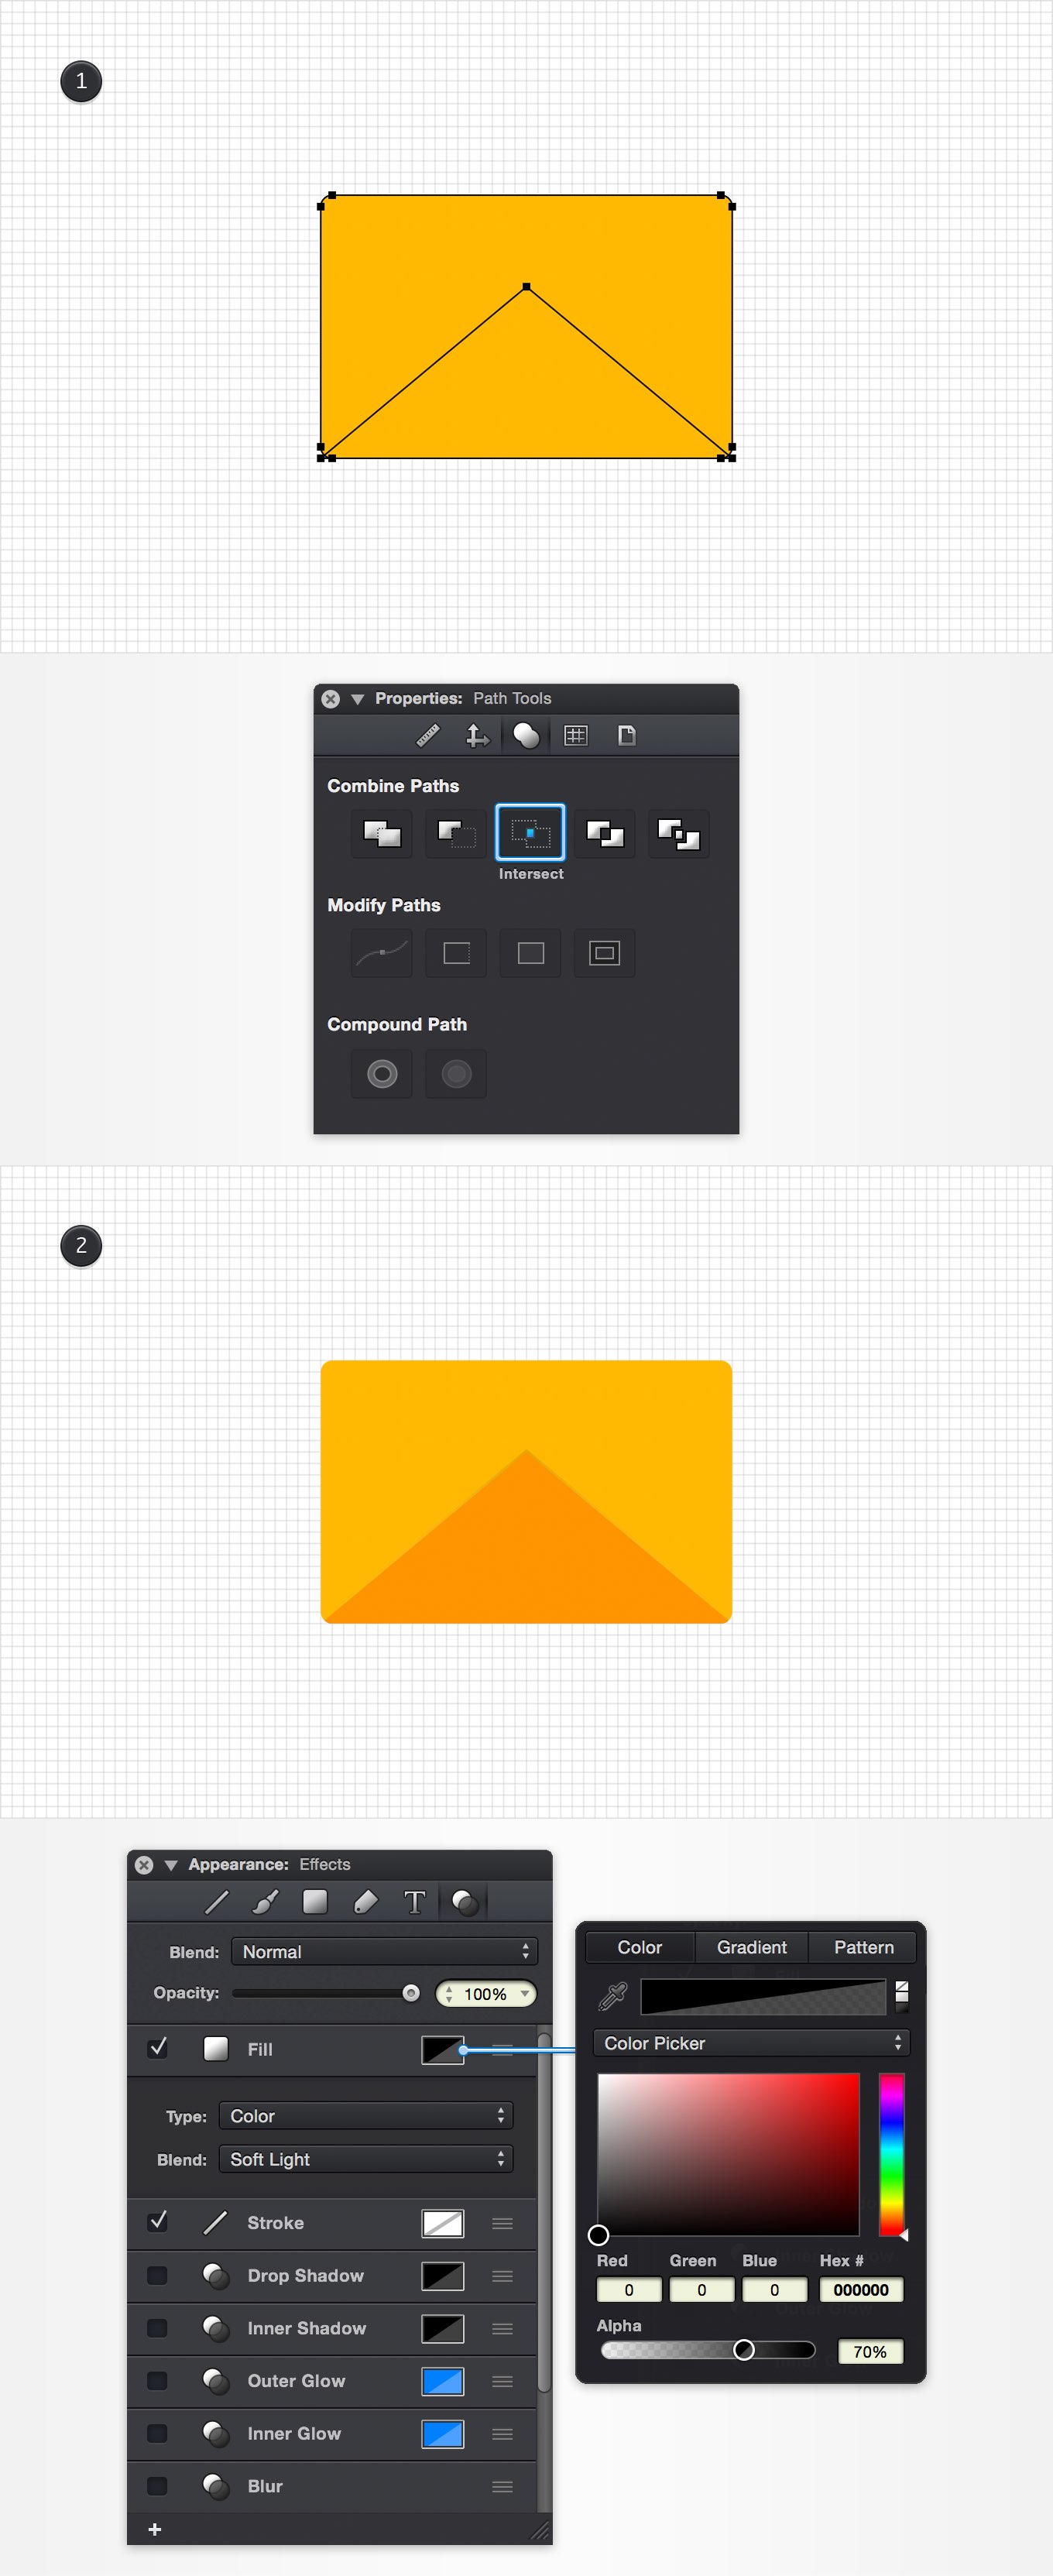 1
Properties: Path Tools
Combine Paths
Intersect
Modify Paths
Compound Path
2
Appearance: Effects
Blend: Normal
Opacity: 100%
Fill
Type: Color
Blend: Soft Light
Stroke
Drop Shadow
Inner Shadow
Outer Glow
Inner Glow
Blur
+
Color Gradient Pattern
Color Picker
Red Green Blue Hex #
0 0 0 000000
Alpha
70%